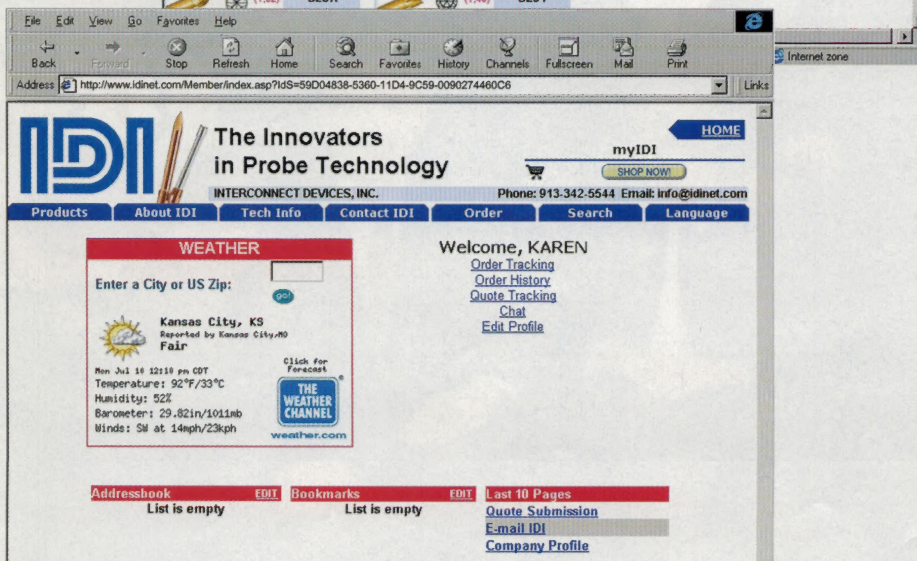 File Edit View Go Favorites Help
Back Forward Stop Refresh Home Search Favorites History Channels Fullscreen Mail Print
Internet zone
Address http://www.idinet.com/Member/index.asp?IdS=59D04838-5360-11D4-9C59-0090274460C6 Links
IDI
The Innovators
in Probe Technology
HOME
myIDI
SHOP NOW!
INTERCONNECT DEVICES, INC. Phone: 913-342-5544 Email: info@idinet.com
Products About IDI Tech Info Contact IDI Order Search Language
WEATHER
Enter a City or US Zip:
go!
Kansas City, KS
Reported by Kansas City,MO
Fair
Mon Jul 10 12:10 pm CDT
Temperature: 92°F/33°C
Humidity: 52%
Barometer: 29.82in/1011mb
Winds: SW at 14mph/23kph
Click for
Forecast
THE
WEATHER
CHANNEL
weather.com
Welcome, KAREN
Order Tracking
Order History
Quote Tracking
Chat
Edit Profile
Addressbook EDIT
List is empty
Bookmarks EDIT
List is empty
Last 10 Pages
Quote Submission
E-mail IDI
Company Profile